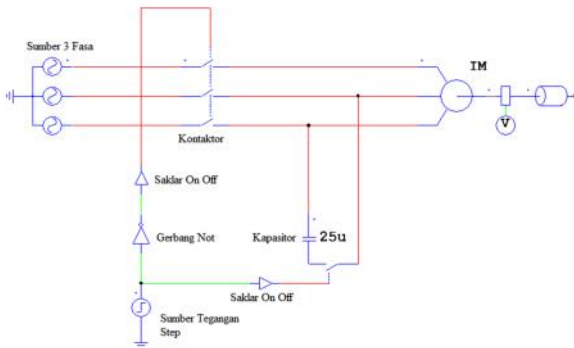 Sumber 3 Fasa
IM
Kontaktor
V
Saklar On Off
Gerbang Not
Kapasitor
25u
Saklar On Off
Sumber Tegangan
Step